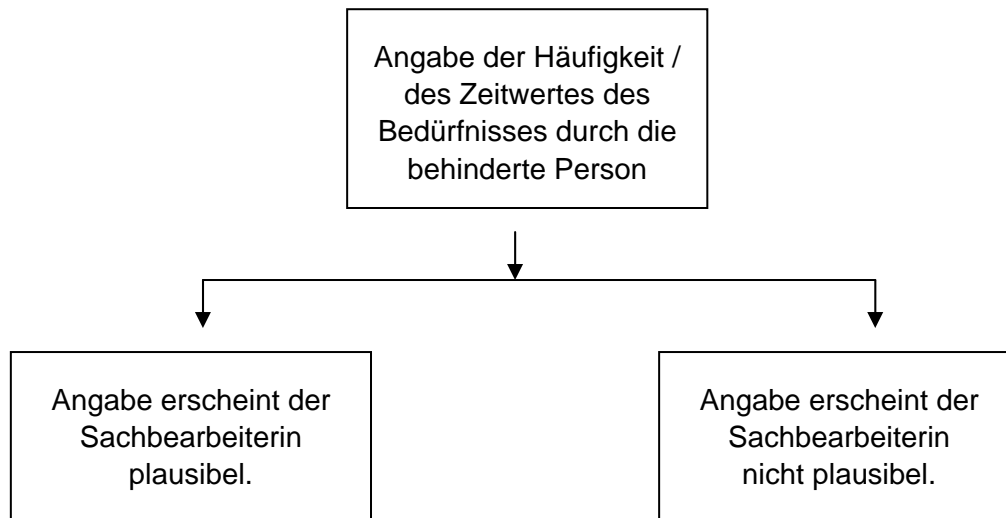 Angabe der Häufigkeit /
des Zeitwertes des
Bedürfnisses durch die
behinderte Person
Angabe erscheint der
Sachbearbeiterin
plausibel.
Angabe erscheint der
Sachbearbeiterin
nicht plausibel.